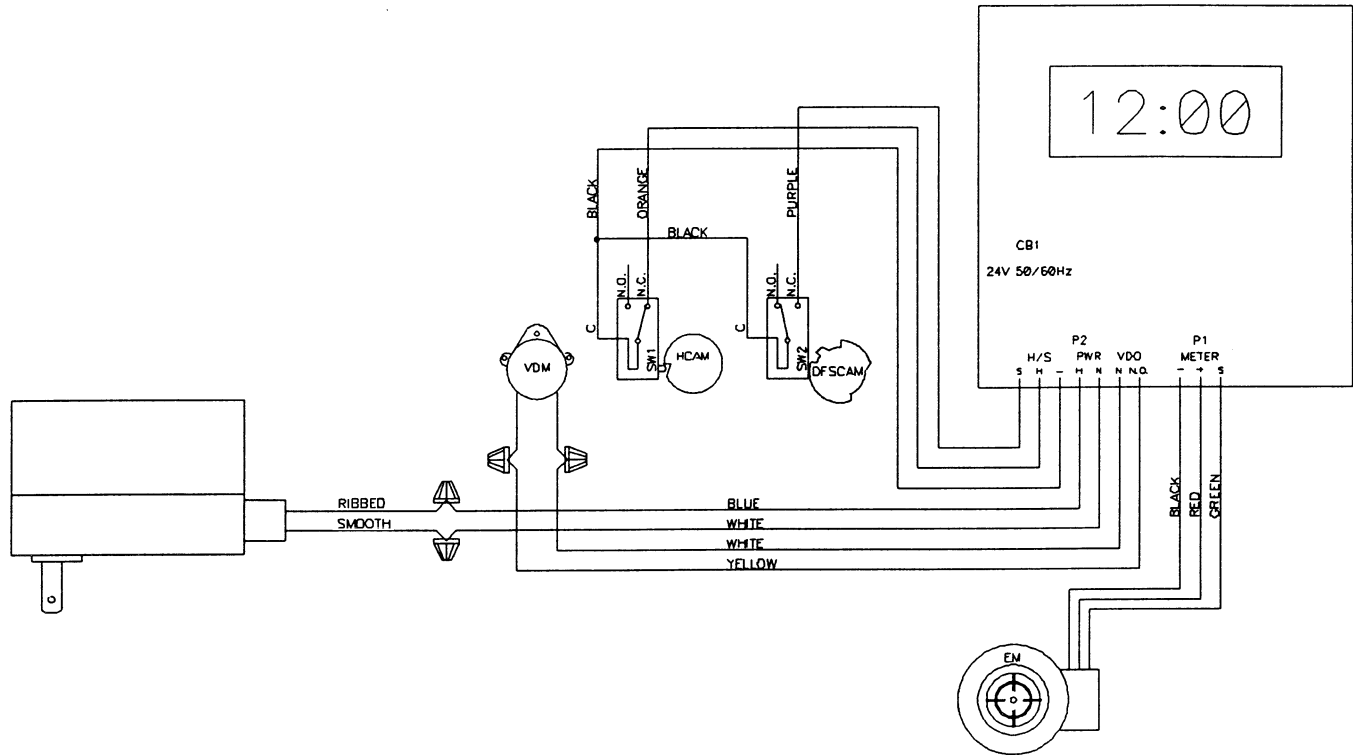 12:00
BLACK
ORANGE
PURPLE
BLACK
CB1
24V 50/60Hz
N.O.
N.C.
N.O.
N.C.
C
SW1
HCAM
C
SW2
DFSCAM
VDM
P2
P1
H/S PWR VDO METER
S H - H N N N.O. - + S
RIBBED
SMOOTH
BLUE
WHITE
WHITE
YELLOW
BLACK
RED
GREEN
EM